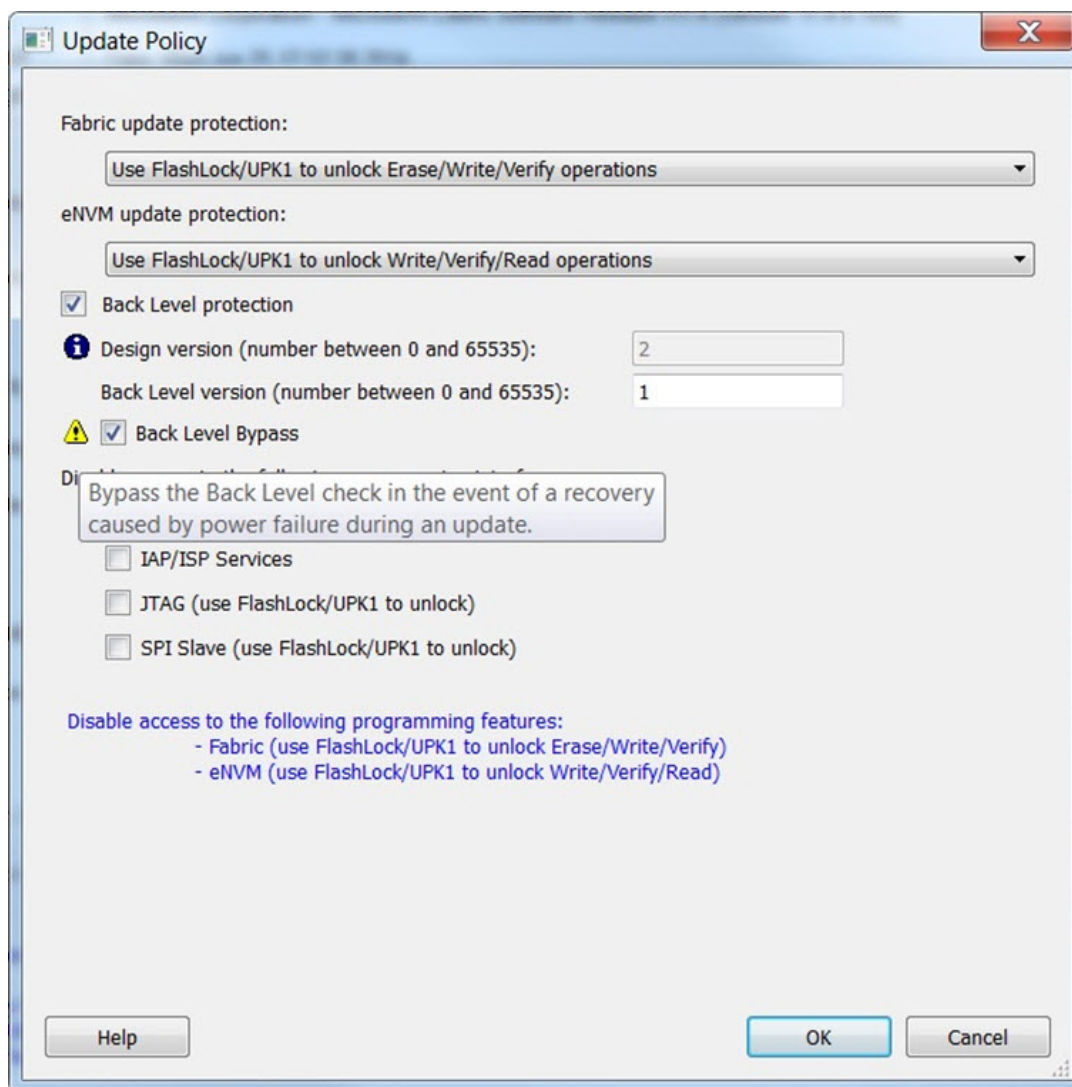 Update Policy
Fabric update protection:
Use FlashLock/UPK1 to unlock Erase/Write/Verify operations
eNVM update protection:
Use FlashLock/UPK1 to unlock Write/Verify/Read operations
Back Level protection
Design version (number between 0 and 65535): 2
Back Level version (number between 0 and 65535): 1
Back Level Bypass
Bypass the Back Level check in the event of a recovery
caused by power failure during an update.
IAP/ISP Services
JTAG (use FlashLock/UPK1 to unlock)
SPI Slave (use FlashLock/UPK1 to unlock)
Disable access to the following programming features:
- Fabric (use FlashLock/UPK1 to unlock Erase/Write/Verify)
- eNVM (use FlashLock/UPK1 to unlock Write/Verify/Read)
Help
OK
Cancel